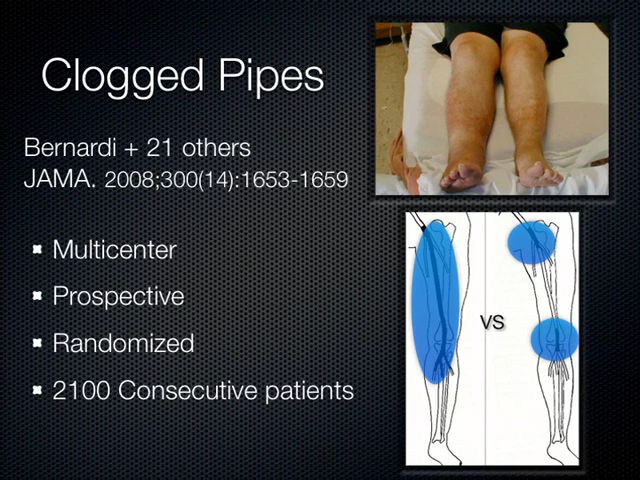 Clogged Pipes
Bernardi + 21 others
JAMA. 2008;300(14):1653-1659
Multicenter
Prospective
Randomized
2100 Consecutive patients
VS